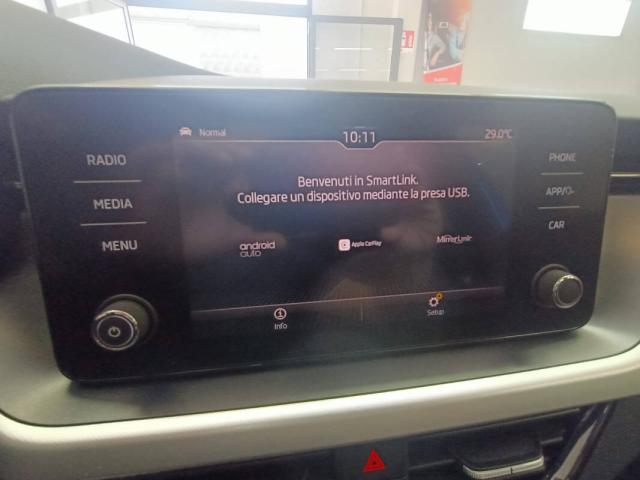 Normal
10:11
29.0°C
RADIO
MEDIA
MENU
Benvenuti in SmartLink.
Collegare un dispositivo mediante la presa USB.
android auto
Apple CarPlay
MirrorLink
Info
Setup
PHONE
APP/
CAR